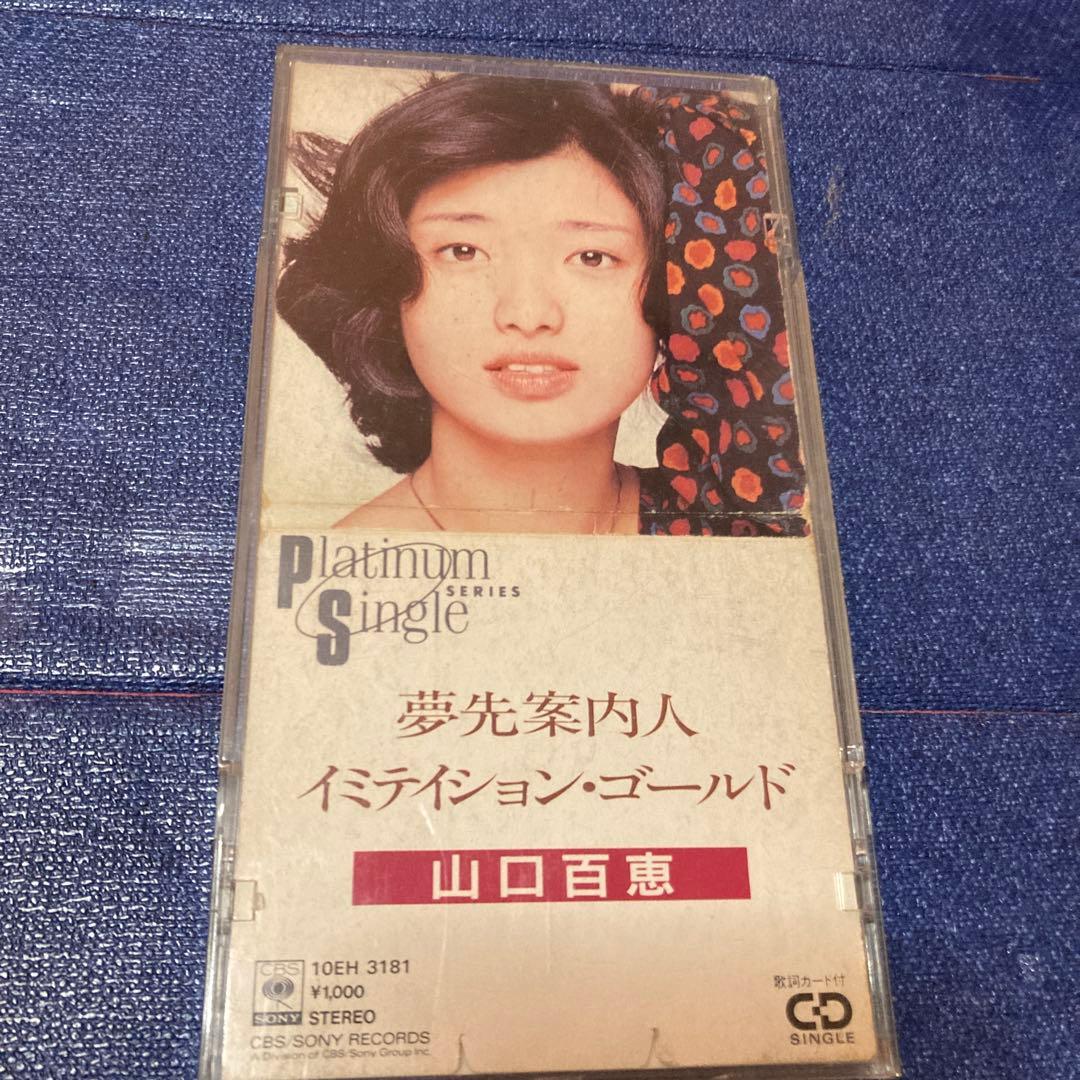 Platinum
SERIES
Single
夢先案内人
イミテイション・ゴールド
山口百恵
CBS
SONY
10EH 3181
¥1,000
STEREO
CBS/SONY RECORDS
A Division of CBS/Sony Group Inc.
歌詞カード付
CD
SINGLE